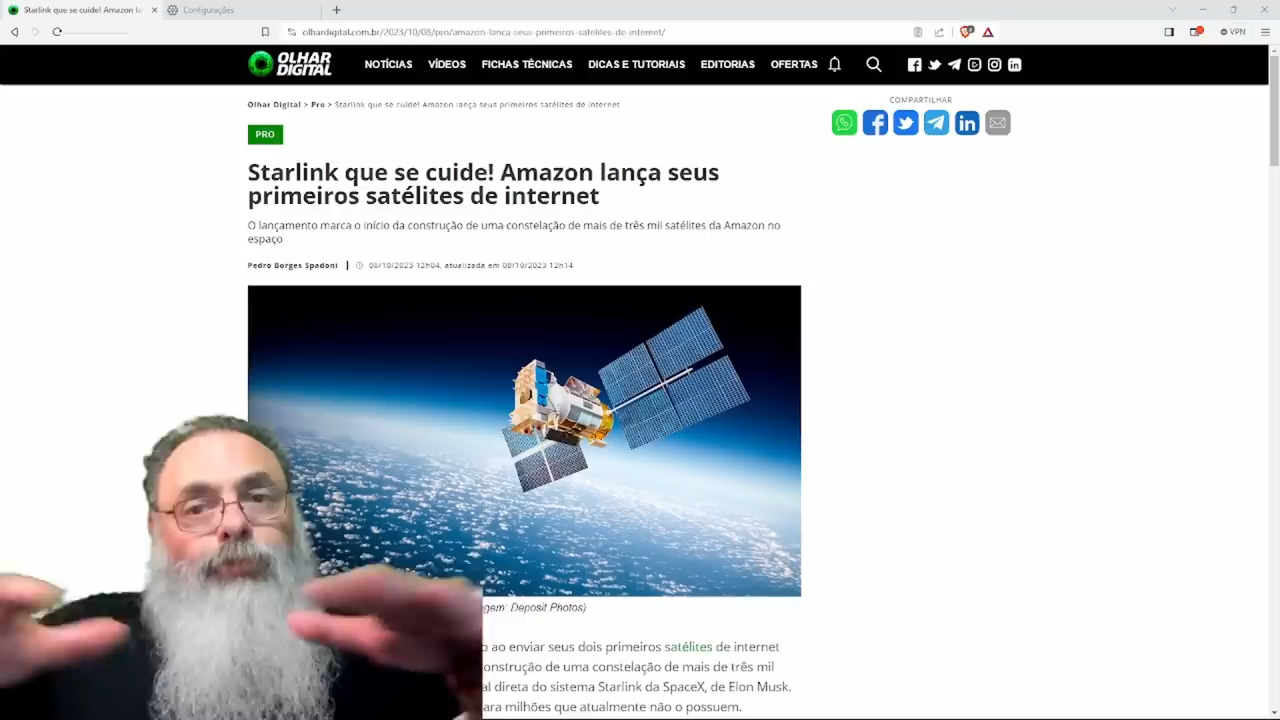 Starlink que se cuide! Amazon la
Configurações
olhardigital.com.br/2023/10/08/pro/amazon-lanca-seus-primeiros-satelites-de-internet/
VPN
OLHAR
DIGITAL
NOTÍCIAS
VÍDEOS
FICHAS TÉCNICAS
DICAS E TUTORIAIS
EDITORIAS
OFERTAS
Olhar Digital > Pro > Starlink que se cuide! Amazon lança seus primeiros satélites de internet
COMPARTILHAR
PRO
Starlink que se cuide! Amazon lança seus
primeiros satélites de internet
O lançamento marca o início da construção de uma constelação de mais de três mil satélites da Amazon no
espaço
Pedro Borges Spadoni | 08/10/2023 12h04, atualizada em 08/10/2023 12h14
gem: Deposit Photos)
o ao enviar seus dois primeiros satélites de internet
onstrução de uma constelação de mais de três mil
al direta do sistema Starlink da SpaceX, de Elon Musk.
ara milhões que atualmente não o possuem.